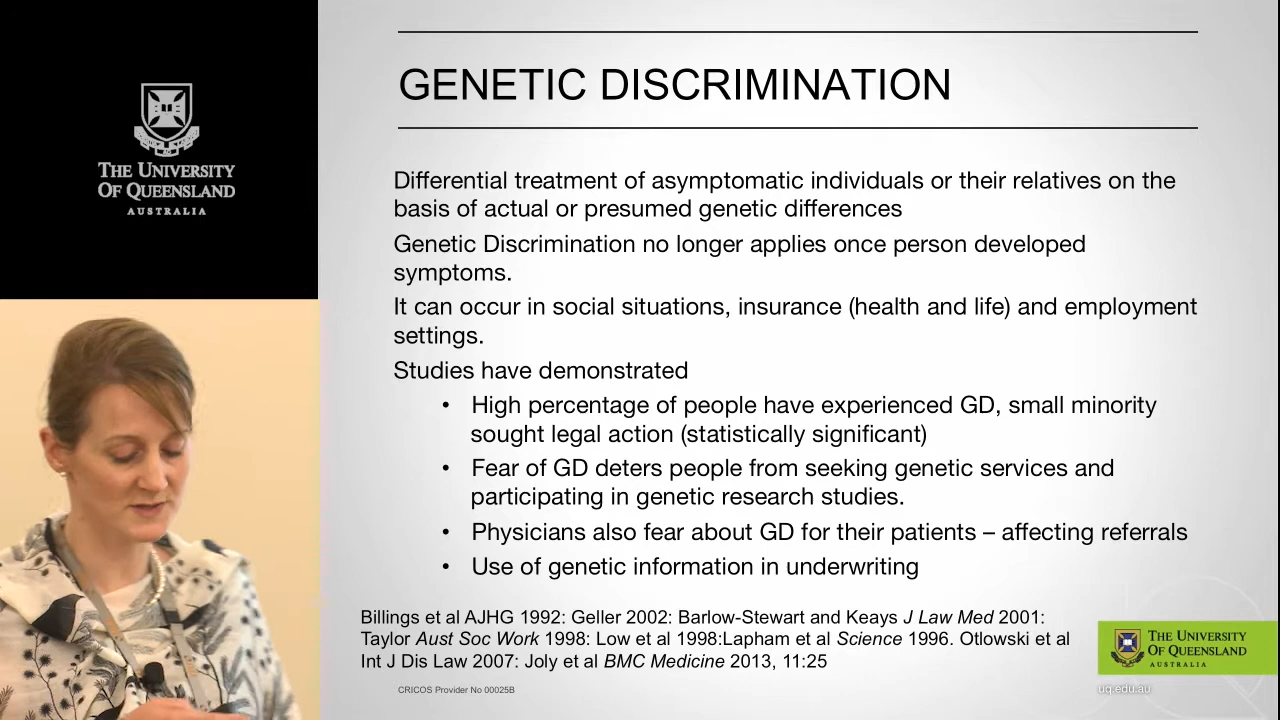 THE UNIVERSITY
OF QUEENSLAND
AUSTRALIA
GENETIC DISCRIMINATION
Differential treatment of asymptomatic individuals or their relatives on the
basis of actual or presumed genetic differences
Genetic Discrimination no longer applies once person developed
symptoms.
It can occur in social situations, insurance (health and life) and employment
settings.
Studies have demonstrated
• High percentage of people have experienced GD, small minority
sought legal action (statistically significant)
• Fear of GD deters people from seeking genetic services and
participating in genetic research studies.
• Physicians also fear about GD for their patients – affecting referrals
• Use of genetic information in underwriting
Billings et al AJHG 1992: Geller 2002: Barlow-Stewart and Keays J Law Med 2001:
Taylor Aust Soc Work 1998: Low et al 1998:Lapham et al Science 1996. Otlowski et al
Int J Dis Law 2007: Joly et al BMC Medicine 2013, 11:25
THE UNIVERSITY
OF QUEENSLAND
AUSTRALIA
CRICOS Provider No 00025B
uq.edu.au